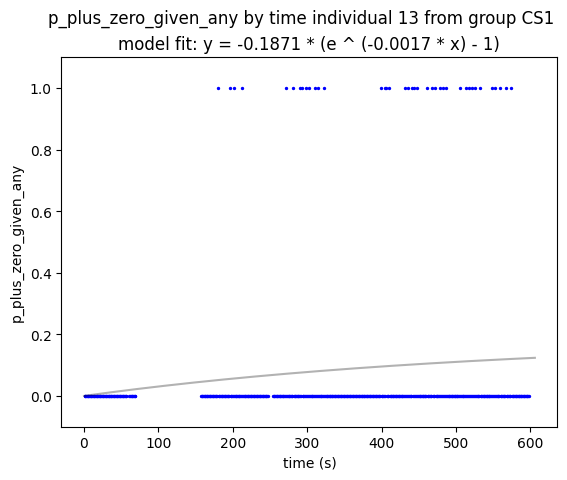 p_plus_zero_given_any by time individual 13 from group CS1
model fit: y = -0.1871 * (e ^ (-0.0017 * x) - 1)
1.0
0.8
0.6
0.4
0.2
0.0
p_plus_zero_given_any
0 100 200 300 400 500 600
time (s)